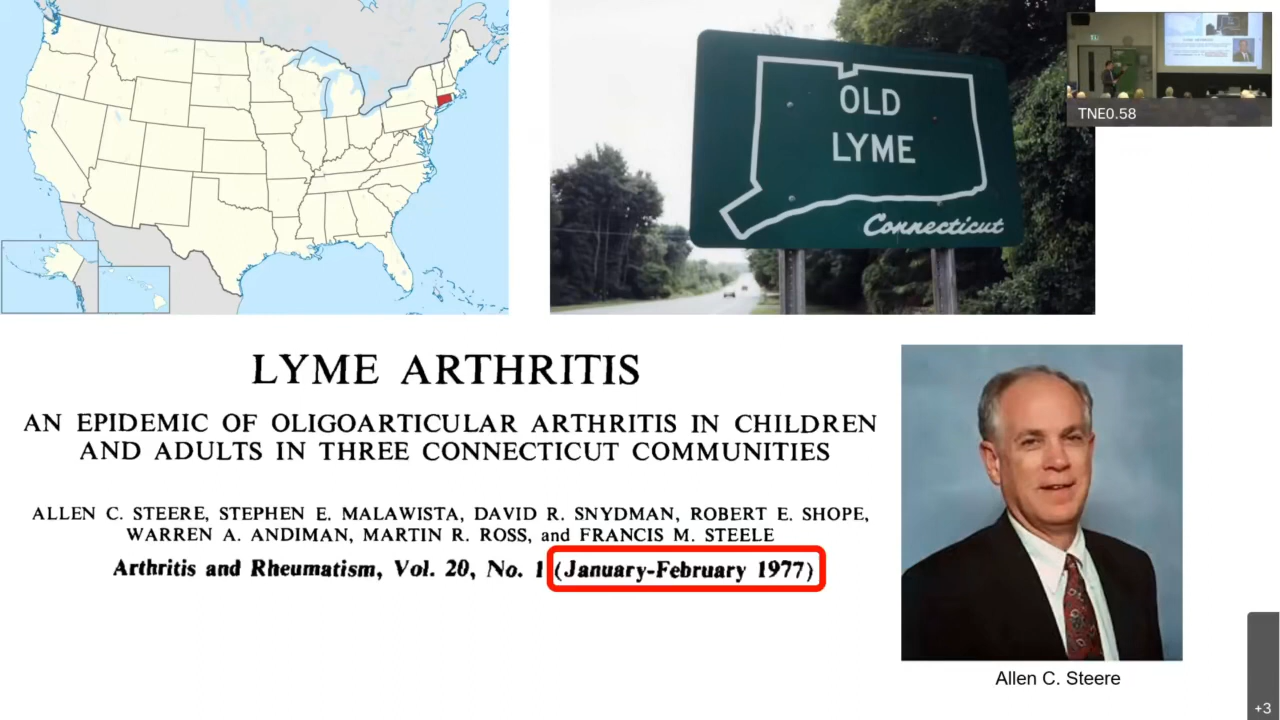 OLD
LYME
Connecticut
TNE0.58
LYME ARTHRITIS
AN EPIDEMIC OF OLIGOARTICULAR ARTHRITIS IN CHILDREN
AND ADULTS IN THREE CONNECTICUT COMMUNITIES
ALLEN C. STEERE, STEPHEN E. MALAWISTA, DAVID R. SNYDMAN, ROBERT E. SHOPE,
WARREN A. ANDIMAN, MARTIN R. ROSS, and FRANCIS M. STEELE
Arthritis and Rheumatism, Vol. 20, No. 1 (January-February 1977)
Allen C. Steere
+3